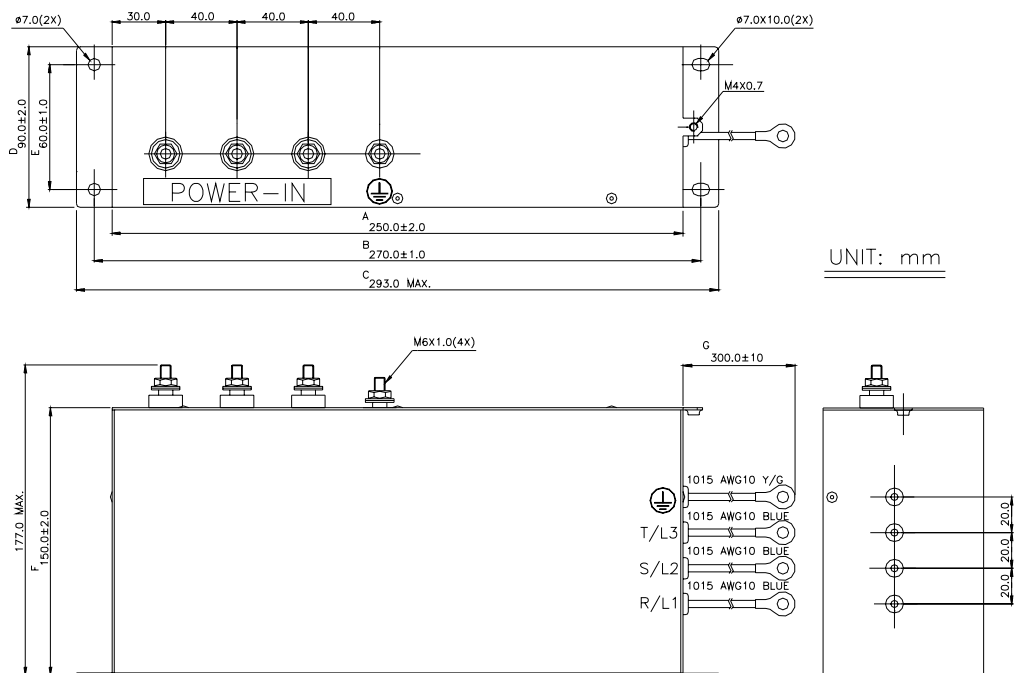 ø7.0(2X)
30.0
40.0
40.0
40.0
ø7.0X10.0(2X)
M4X0.7
D
90.0±2.0
E
60.0±1.0
POWER-IN
A
250.0±2.0
B
270.0±1.0
C
293.0 MAX.
UNIT: mm
M6X1.0(4X)
G
300.0±10
177.0 MAX.
F
150.0±2.0
1015 AWG10 Y/G
1015 AWG10 BLUE
T/L3
1015 AWG10 BLUE
S/L2
1015 AWG10 BLUE
R/L1
20.0
20.0
20.0